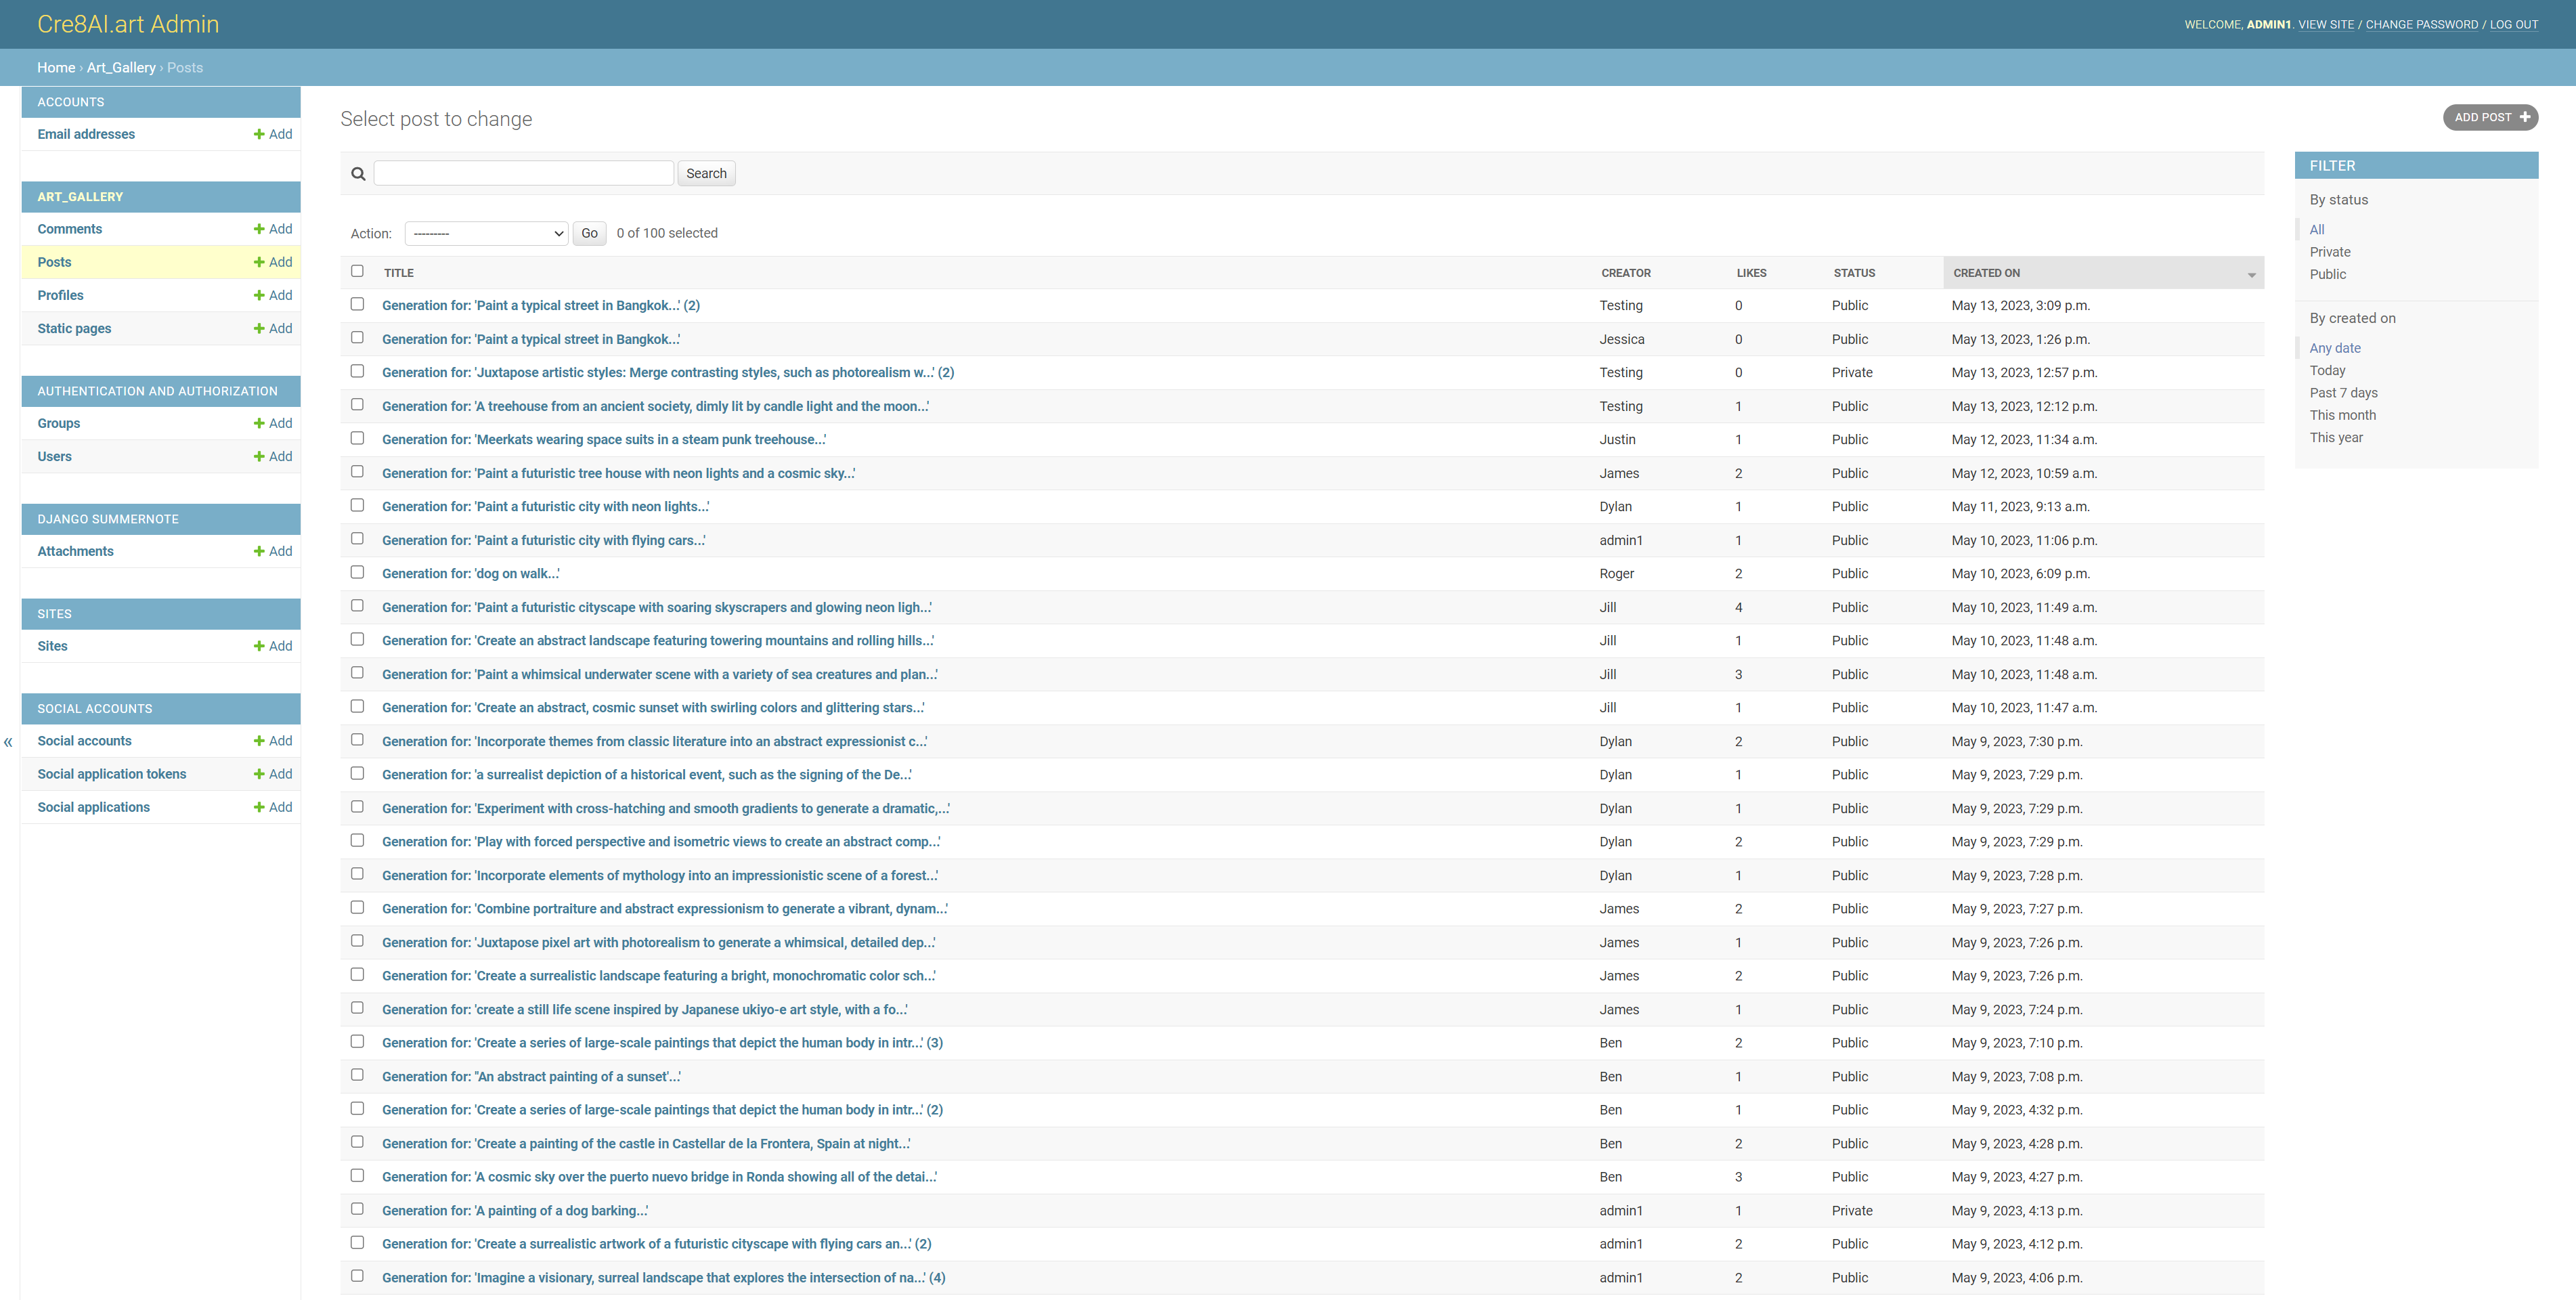 Cre8AI.art Admin
WELCOME, ADMIN1. VIEW SITE / CHANGE PASSWORD / LOG OUT
Home › Art_Gallery › Posts
ACCOUNTS
Email addresses Add
ART_GALLERY
Comments Add
Posts Add
Profiles Add
Static pages Add
AUTHENTICATION AND AUTHORIZATION
Groups Add
Users Add
DJANGO SUMMERNOTE
Attachments Add
SITES
Sites Add
SOCIAL ACCOUNTS
Social accounts Add
Social application tokens Add
Social applications Add
«
Select post to change
ADD POST
Search
Action: --------- Go 0 of 100 selected
TITLE CREATOR LIKES STATUS CREATED ON
Generation for: 'Paint a typical street in Bangkok...' (2) Testing 0 Public May 13, 2023, 3:09 p.m.
Generation for: 'Paint a typical street in Bangkok...' Jessica 0 Public May 13, 2023, 1:26 p.m.
Generation for: 'Juxtapose artistic styles: Merge contrasting styles, such as photorealism w...' (2) Testing 0 Private May 13, 2023, 12:57 p.m.
Generation for: 'A treehouse from an ancient society, dimly lit by candle light and the moon...' Testing 1 Public May 13, 2023, 12:12 p.m.
Generation for: 'Meerkats wearing space suits in a steam punk treehouse...' Justin 1 Public May 12, 2023, 11:34 a.m.
Generation for: 'Paint a futuristic tree house with neon lights and a cosmic sky...' James 2 Public May 12, 2023, 10:59 a.m.
Generation for: 'Paint a futuristic city with neon lights...' Dylan 1 Public May 11, 2023, 9:13 a.m.
Generation for: 'Paint a futuristic city with flying cars...' admin1 1 Public May 10, 2023, 11:06 p.m.
Generation for: 'dog on walk...' Roger 2 Public May 10, 2023, 6:09 p.m.
Generation for: 'Paint a futuristic cityscape with soaring skyscrapers and glowing neon ligh...' Jill 4 Public May 10, 2023, 11:49 a.m.
Generation for: 'Create an abstract landscape featuring towering mountains and rolling hills...' Jill 1 Public May 10, 2023, 11:48 a.m.
Generation for: 'Paint a whimsical underwater scene with a variety of sea creatures and plan...' Jill 3 Public May 10, 2023, 11:48 a.m.
Generation for: 'Create an abstract, cosmic sunset with swirling colors and glittering stars...' Jill 1 Public May 10, 2023, 11:47 a.m.
Generation for: 'Incorporate themes from classic literature into an abstract expressionist c...' Dylan 2 Public May 9, 2023, 7:30 p.m.
Generation for: 'a surrealist depiction of a historical event, such as the signing of the De...' Dylan 1 Public May 9, 2023, 7:29 p.m.
Generation for: 'Experiment with cross-hatching and smooth gradients to generate a dramatic,...' Dylan 1 Public May 9, 2023, 7:29 p.m.
Generation for: 'Play with forced perspective and isometric views to create an abstract comp...' Dylan 2 Public May 9, 2023, 7:29 p.m.
Generation for: 'Incorporate elements of mythology into an impressionistic scene of a forest...' Dylan 1 Public May 9, 2023, 7:28 p.m.
Generation for: 'Combine portraiture and abstract expressionism to generate a vibrant, dynam...' James 2 Public May 9, 2023, 7:27 p.m.
Generation for: 'Juxtapose pixel art with photorealism to generate a whimsical, detailed dep...' James 1 Public May 9, 2023, 7:26 p.m.
Generation for: 'Create a surrealistic landscape featuring a bright, monochromatic color sch...' James 2 Public May 9, 2023, 7:26 p.m.
Generation for: 'create a still life scene inspired by Japanese ukiyo-e art style, with a fo...' James 1 Public May 9, 2023, 7:24 p.m.
Generation for: 'Create a series of large-scale paintings that depict the human body in intr...' (3) Ben 2 Public May 9, 2023, 7:10 p.m.
Generation for: ''An abstract painting of a sunset'...' Ben 1 Public May 9, 2023, 7:08 p.m.
Generation for: 'Create a series of large-scale paintings that depict the human body in intr...' (2) Ben 1 Public May 9, 2023, 4:32 p.m.
Generation for: 'Create a painting of the castle in Castellar de la Frontera, Spain at night...' Ben 2 Public May 9, 2023, 4:28 p.m.
Generation for: 'A cosmic sky over the puerto nuevo bridge in Ronda showing all of the detai...' Ben 3 Public May 9, 2023, 4:27 p.m.
Generation for: 'A painting of a dog barking...' admin1 1 Private May 9, 2023, 4:13 p.m.
Generation for: 'Create a surrealistic artwork of a futuristic cityscape with flying cars an...' (2) admin1 2 Public May 9, 2023, 4:12 p.m.
Generation for: 'Imagine a visionary, surreal landscape that explores the intersection of na...' (4) admin1 2 Public May 9, 2023, 4:06 p.m.
FILTER
By status
All
Private
Public
By created on
Any date
Today
Past 7 days
This month
This year